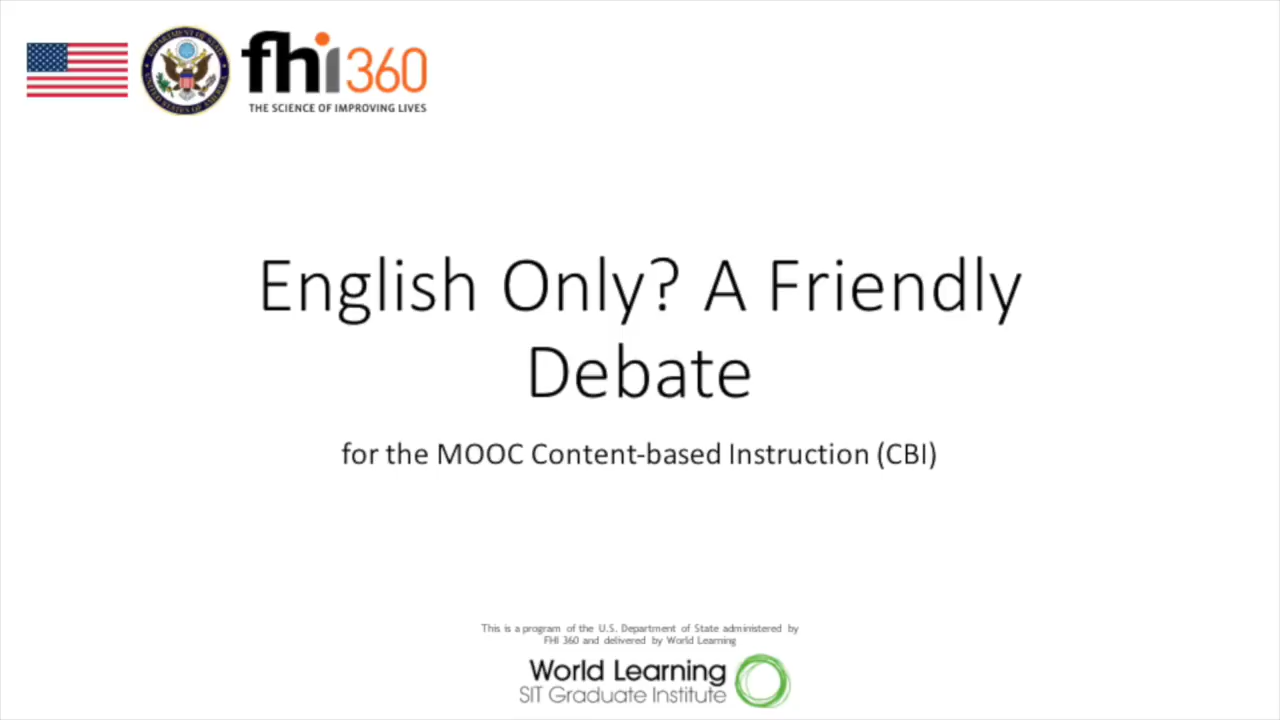 fhi360
THE SCIENCE OF IMPROVING LIVES
English Only? A Friendly
Debate
for the MOOC Content-based Instruction (CBI)
This is a program of the U.S. Department of State administered by
FHI 360 and delivered by World Learning
World Learning
SIT Graduate Institute